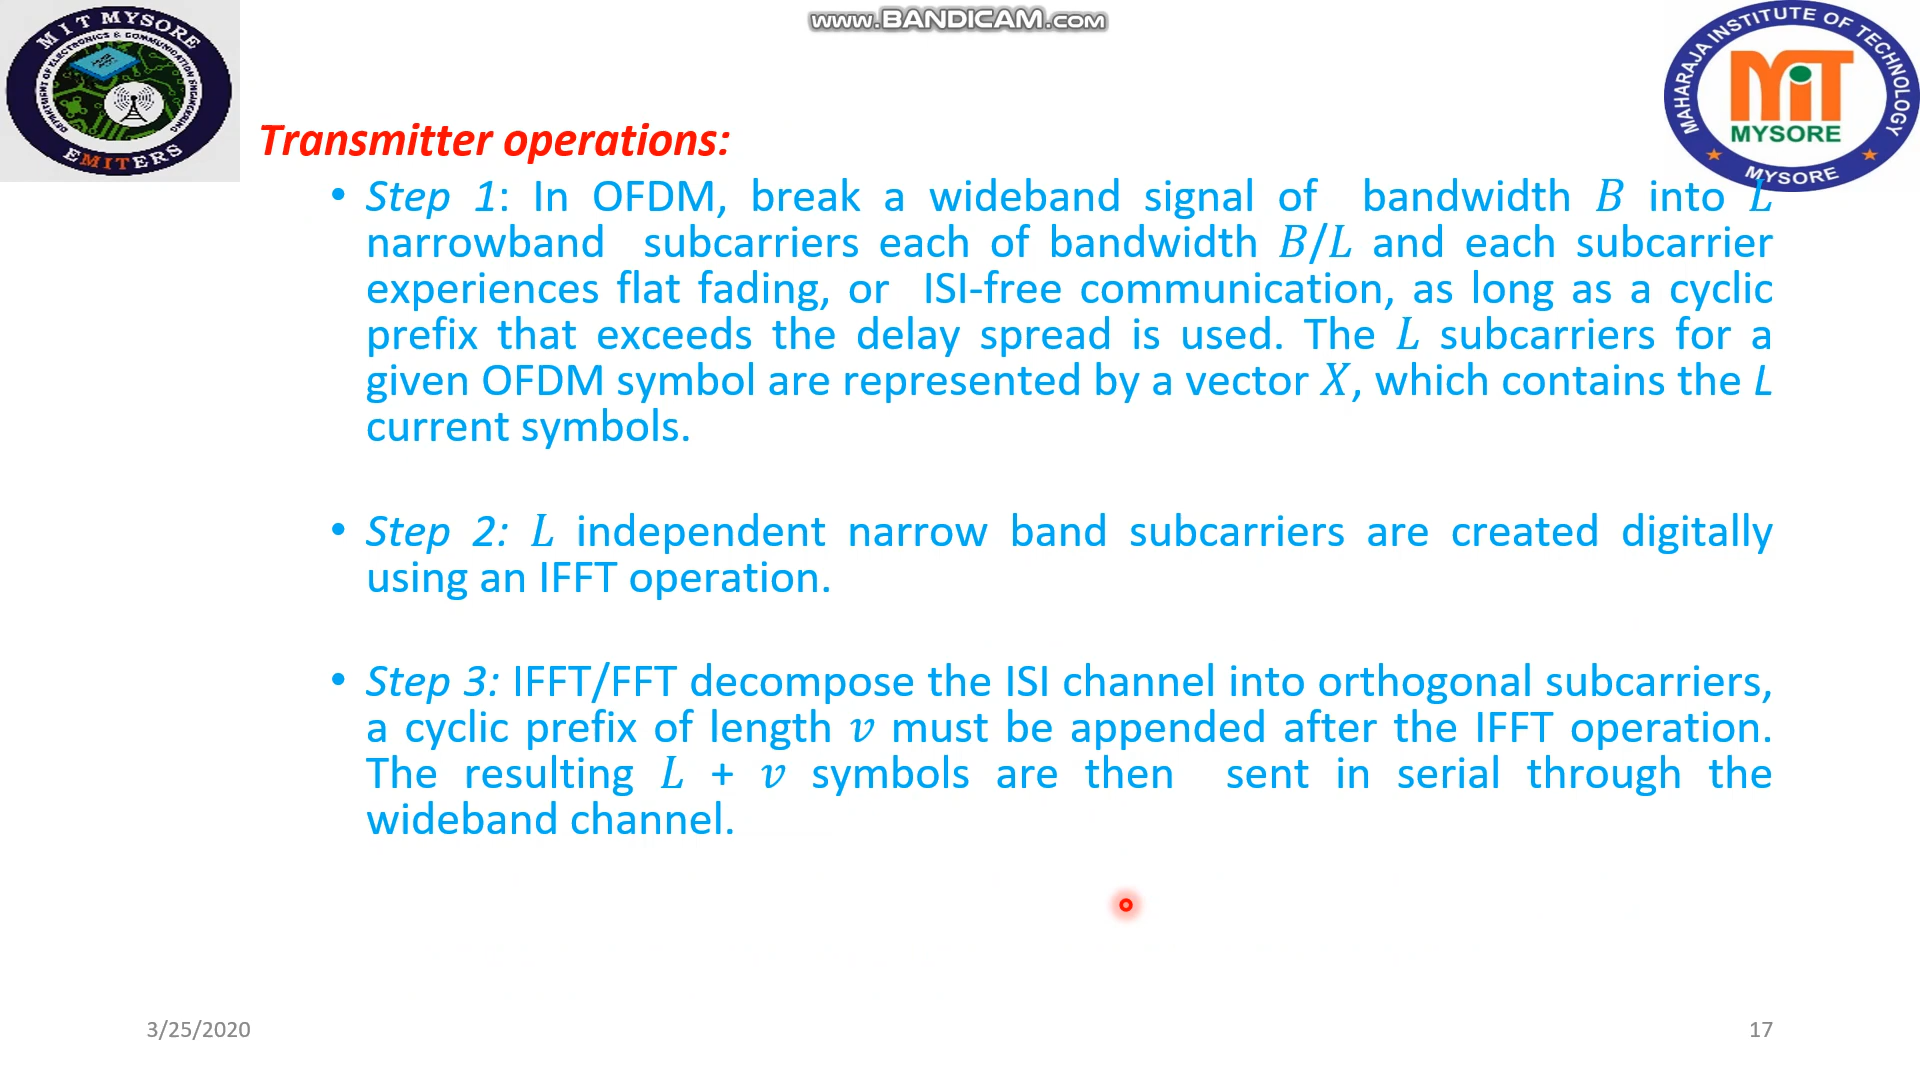 www.BANDICAM.com
MIT MYSORE
DEPARTMENT OF ELECTRONICS & COMMUNICATION ENGINEERING
EMITERS
MAHARAJA INSTITUTE OF TECHNOLOGY
MiT
MYSORE
MYSORE
Transmitter operations:
• Step 1: In OFDM, break a wideband signal of bandwidth B into L
narrowband subcarriers each of bandwidth B/L and each subcarrier
experiences flat fading, or ISI-free communication, as long as a cyclic
prefix that exceeds the delay spread is used. The L subcarriers for a
given OFDM symbol are represented by a vector X, which contains the L
current symbols.
• Step 2: L independent narrow band subcarriers are created digitally
using an IFFT operation.
• Step 3: IFFT/FFT decompose the ISI channel into orthogonal subcarriers,
a cyclic prefix of length v must be appended after the IFFT operation.
The resulting L + v symbols are then sent in serial through the
wideband channel.
3/25/2020
17